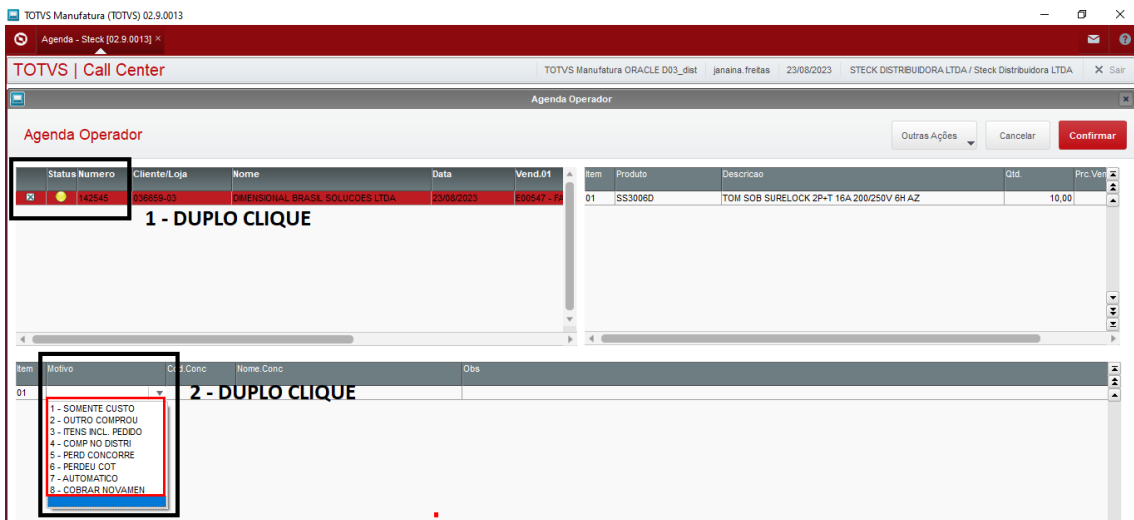 TOTVS Manufatura (TOTVS) 02.9.0013
Agenda - Steck [02.9.0013] ×
TOTVS | Call Center
TOTVS Manufatura ORACLE D03_dist janaina.freitas 23/08/2023 STECK DISTRIBUIDORA LTDA / Steck Distribuidora LTDA X Sair
Agenda Operador
Agenda Operador
Outras Ações Cancelar Confirmar
Status Numero Cliente/Loja Nome Data Vend.01
142545 036659-03 DIMENSIONAL BRASIL SOLUCOES LTDA 23/08/2023 E00547 - FA
Item Produto Descricao Qtd. Prc.Ven
01 SS3006D TOM SOB SURELOCK 2P+T 16A 200/250V 6H AZ 10,00
1 - DUPLO CLIQUE
Item Motivo Cod.Conc Nome.Conc Obs
01
2 - DUPLO CLIQUE
1 - SOMENTE CUSTO
2 - OUTRO COMPROU
3 - ITENS INCL. PEDIDO
4 - COMP NO DISTRI
5 - PERD CONCORRE
6 - PERDEU COT
7 - AUTOMATICO
8 - COBRAR NOVAMEN